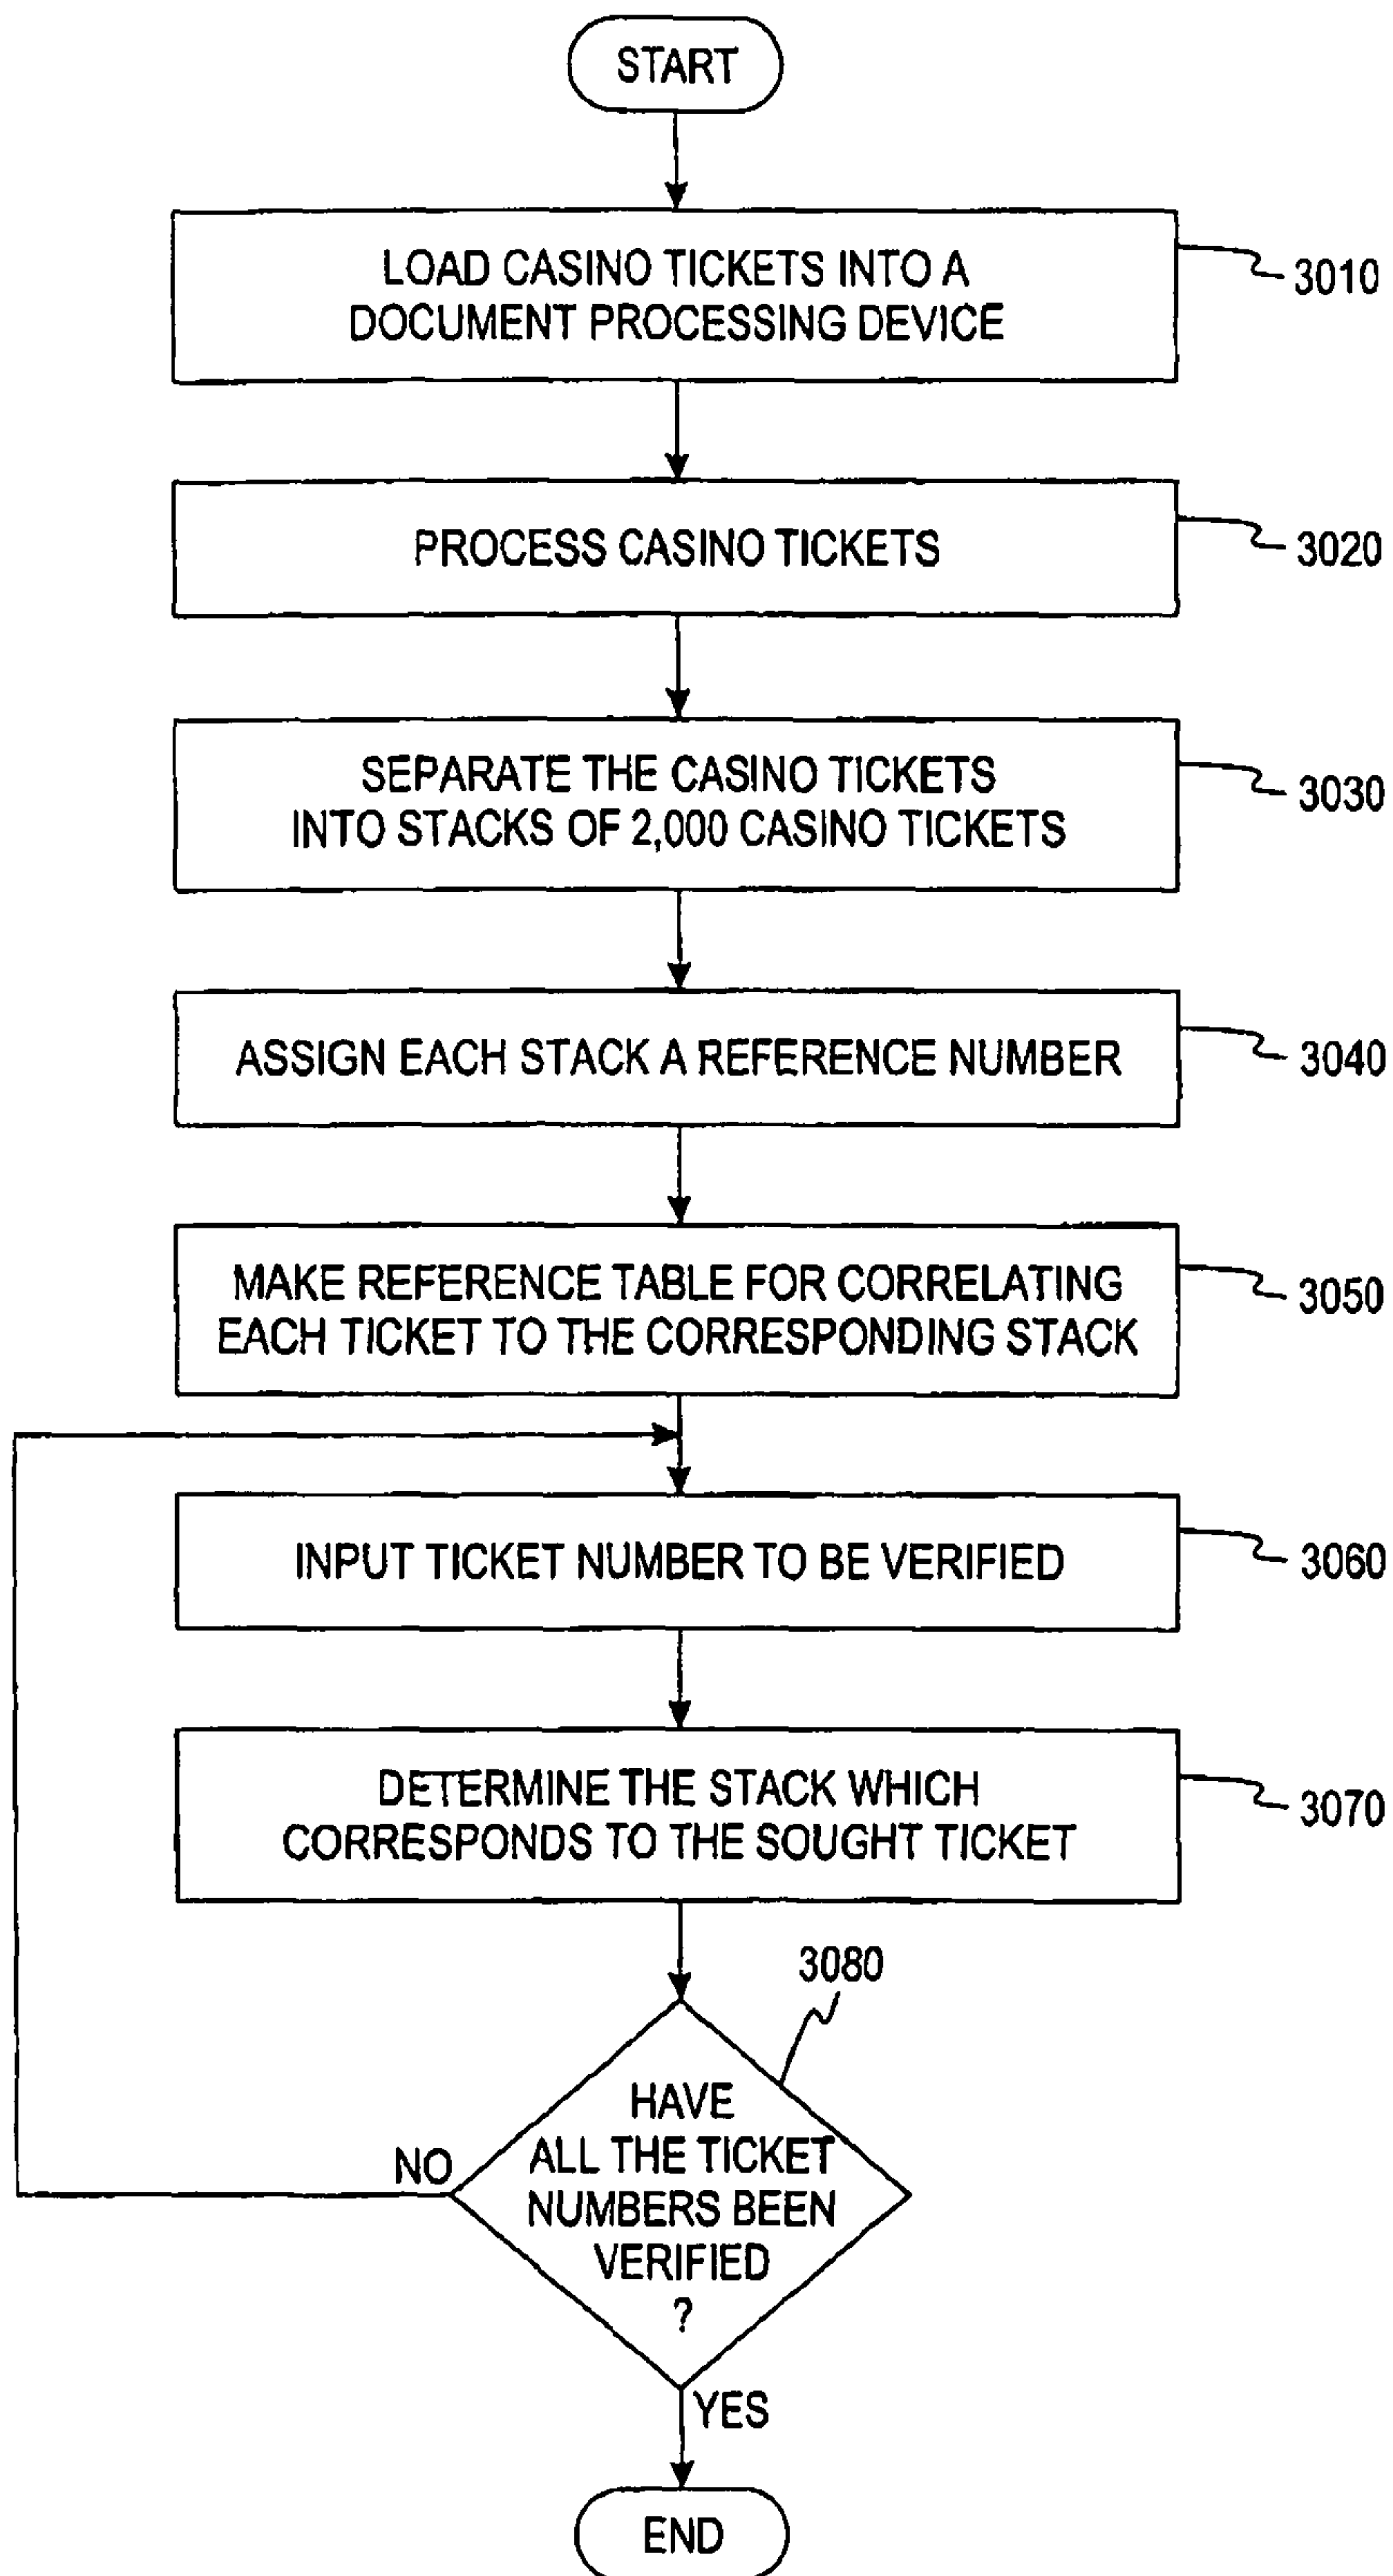 START
LOAD CASINO TICKETS INTO A
DOCUMENT PROCESSING DEVICE
3010
PROCESS CASINO TICKETS
3020
SEPARATE THE CASINO TICKETS
INTO STACKS OF 2,000 CASINO TICKETS
3030
ASSIGN EACH STACK A REFERENCE NUMBER
3040
MAKE REFERENCE TABLE FOR CORRELATING
EACH TICKET TO THE CORRESPONDING STACK
3050
INPUT TICKET NUMBER TO BE VERIFIED
3060
DETERMINE THE STACK WHICH
CORRESPONDS TO THE SOUGHT TICKET
3070
3080
HAVE
ALL THE TICKET
NUMBERS BEEN
VERIFIED
?
NO
YES
END